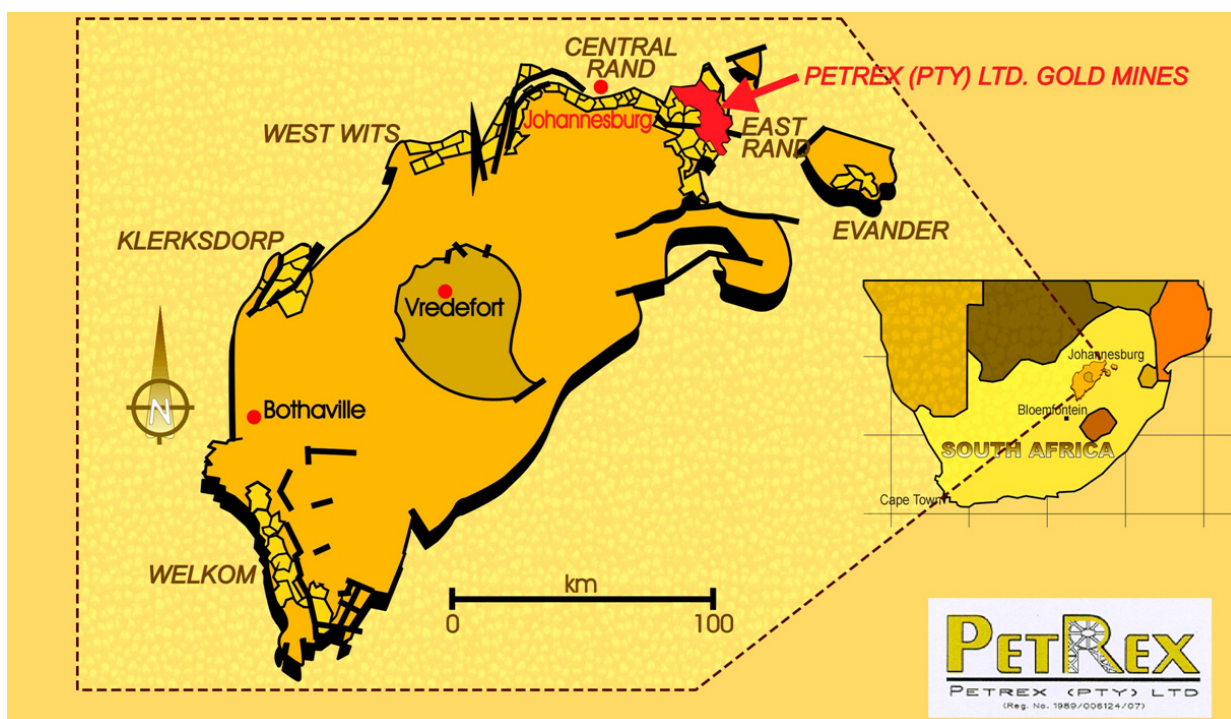 CENTRAL
RAND
PETREX (PTY) LTD. GOLD MINES
Johannesburg
WEST WITS
EAST
RAND
EVANDER
KLERKSDORP
Vredefort
N
Bothaville
WELKOM
km
0 100
Johannesburg
Bloemfontein
SOUTH AFRICA
Cape Town
PETREX
PETREX (PTY) LTD
(Reg. No. 1989/006124/07)